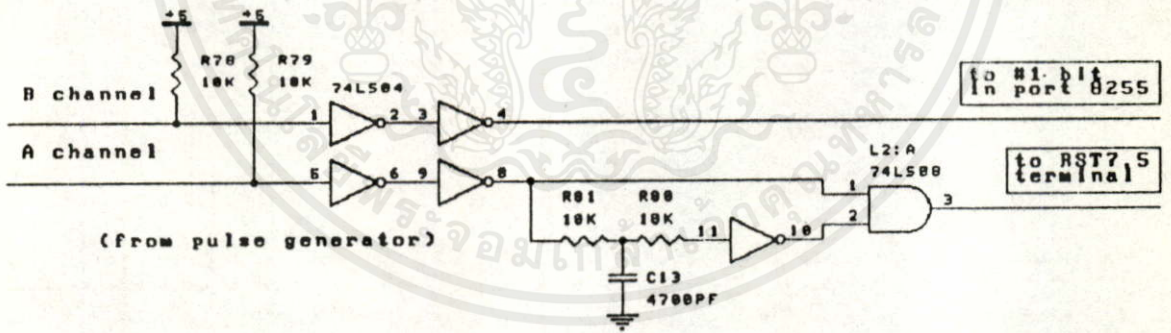 +5 +5
R78 R79
10K 10K
74LS04
B channel
1 2 3 4
to #1 bit
In port 8255
A channel
5 6 9 8
L2:A
74LS08
to RST7,5
terminal
1
2
3
R81 R80
10K 10K
11 10
(from pulse generator)
C13
4700PF